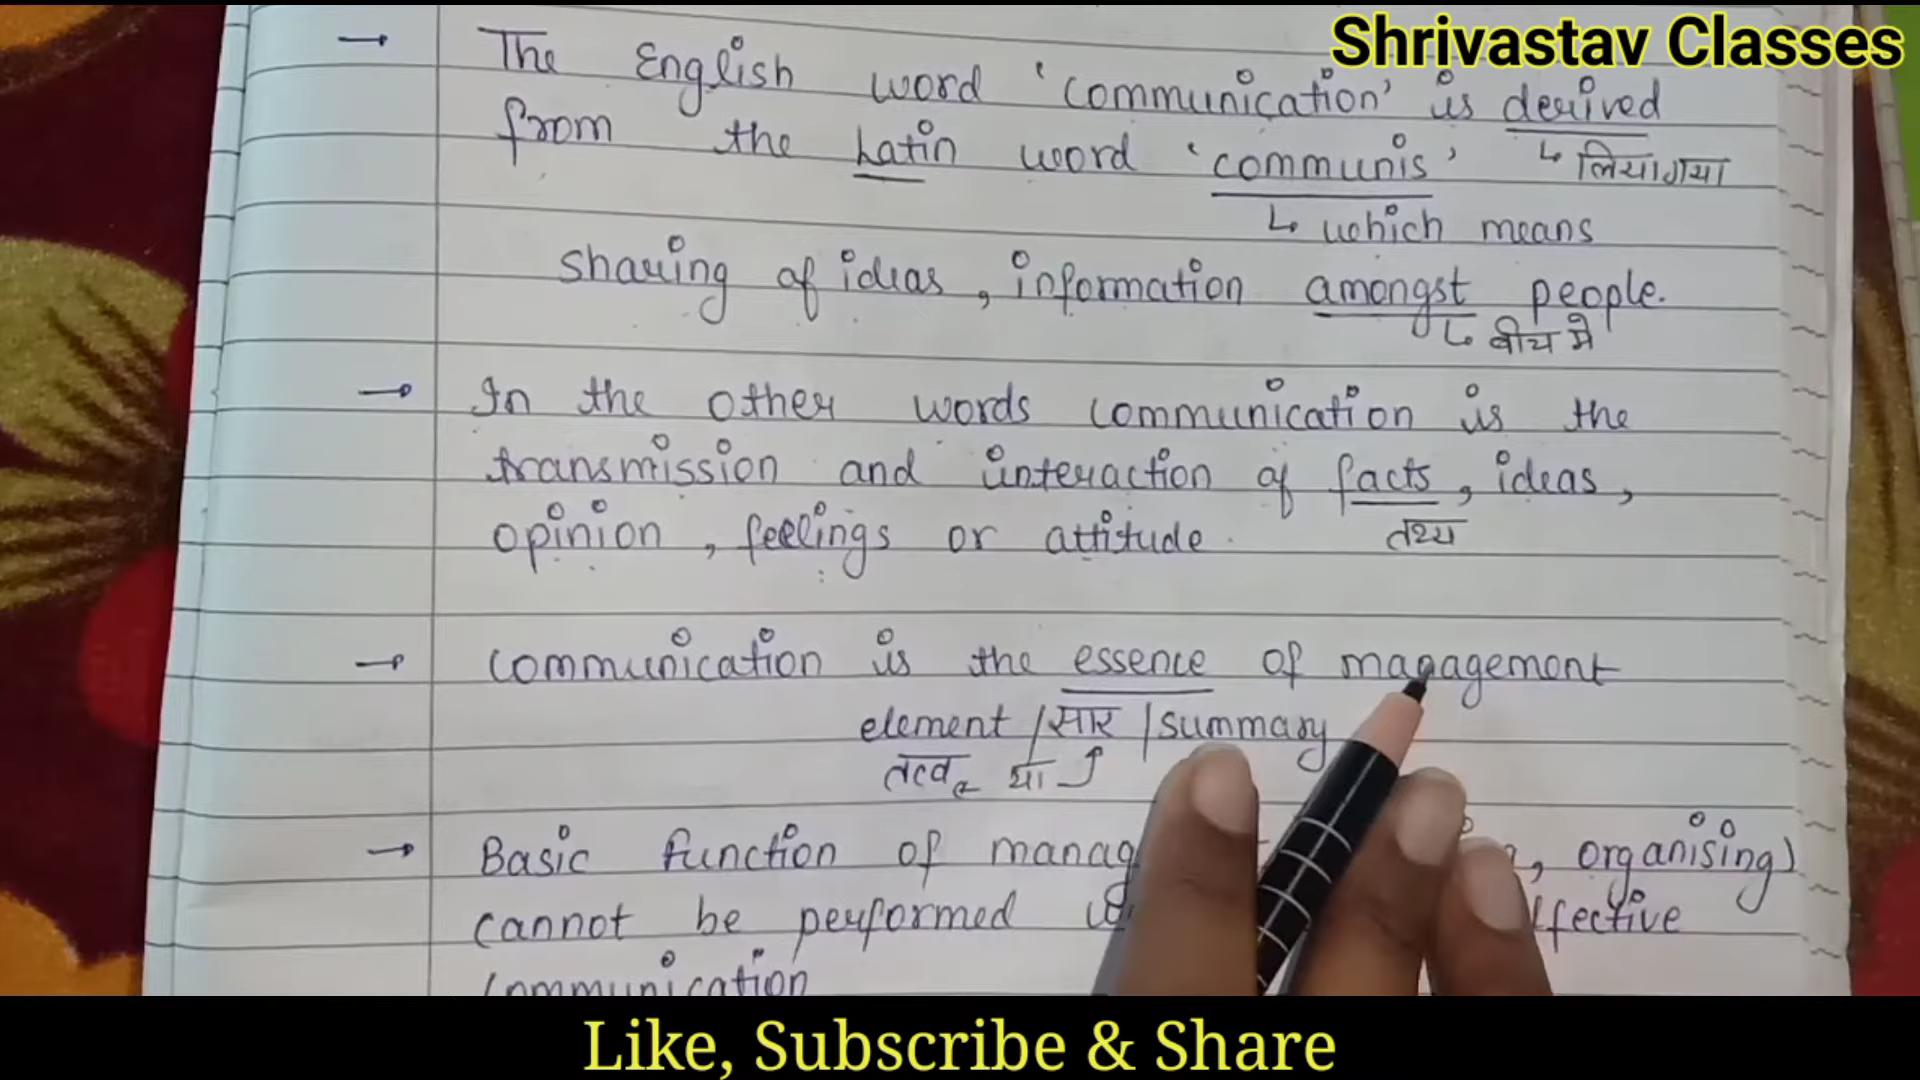 Shrivastav Classes
→ The English word 'communication' is derived
from the Latin word 'communis' ↳ लिया गया
↳ which means
sharing of ideas, information amongst people.
↳ बीच मे
→ In the other words communication is the
transmission and interaction of facts, ideas,
opinion, feelings or attitude. तथ्य
→ communication is the essence of management
element / सार / summary
तत्व या
→ Basic function of organising)
cannot be performed
communication
Like, Subscribe & Share